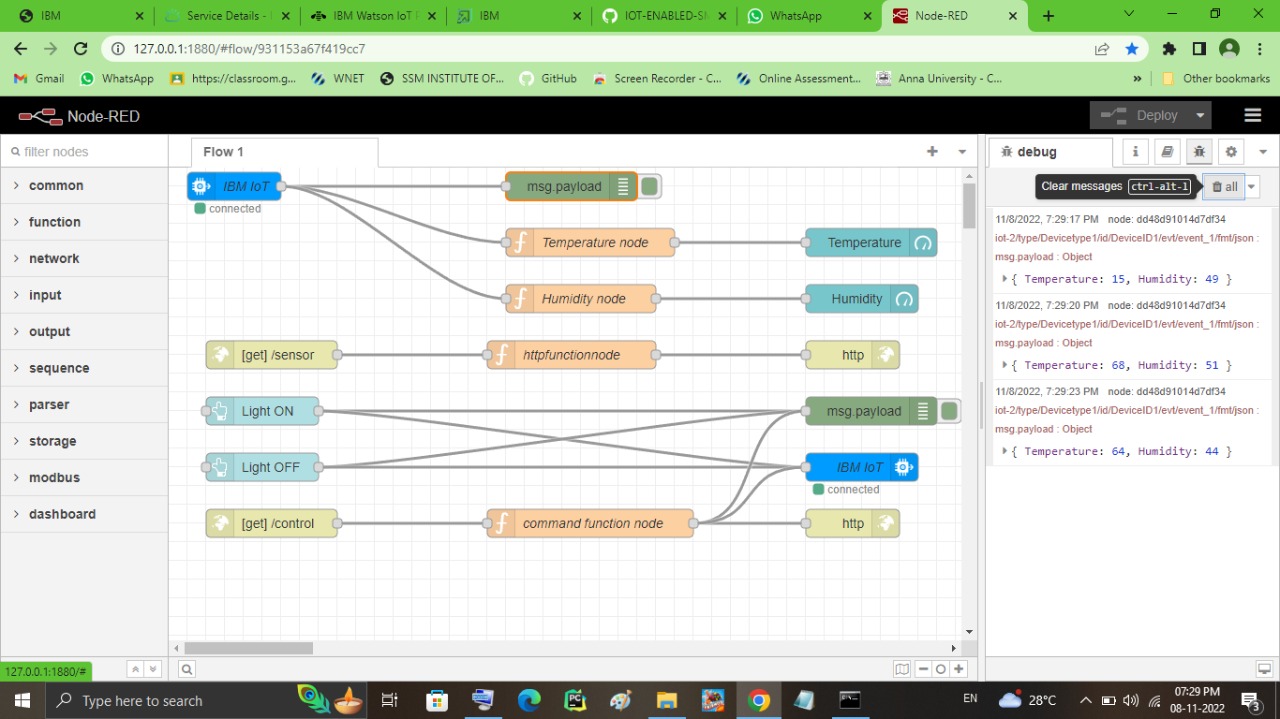 IBM
Service Details -
IBM Watson IoT
IBM
IOT-ENABLED-SM
WhatsApp
Node-RED
127.0.0.1:1880/#flow/931153a67f419cc7
Gmail
WhatsApp
https://classroom.g...
WNET
SSM INSTITUTE OF...
GitHub
Screen Recorder - C...
Online Assessment...
Anna University - C...
»
Other bookmarks
Node-RED
Deploy
filter nodes
common
function
network
input
output
sequence
parser
storage
modbus
dashboard
Flow 1
IBM IoT
connected
msg.payload
Temperature node
Temperature
Humidity node
Humidity
[get] /sensor
httpfunctionnode
http
Light ON
msg.payload
Light OFF
IBM IoT
connected
[get] /control
command function node
http
debug
Clear messages ctrl-alt-l
all
11/8/2022, 7:29:17 PM node: dd48d91014d7df34
iot-2/type/Devicetype1/id/DeviceID1/evt/event_1/fmt/json :
msg.payload : Object
{ Temperature: 15, Humidity: 49 }
11/8/2022, 7:29:20 PM node: dd48d91014d7df34
iot-2/type/Devicetype1/id/DeviceID1/evt/event_1/fmt/json :
msg.payload : Object
{ Temperature: 68, Humidity: 51 }
11/8/2022, 7:29:23 PM node: dd48d91014d7df34
iot-2/type/Devicetype1/id/DeviceID1/evt/event_1/fmt/json :
msg.payload : Object
{ Temperature: 64, Humidity: 44 }
127.0.0.1:1880/#
Type here to search
EN
28°C
07:29 PM
08-11-2022
3